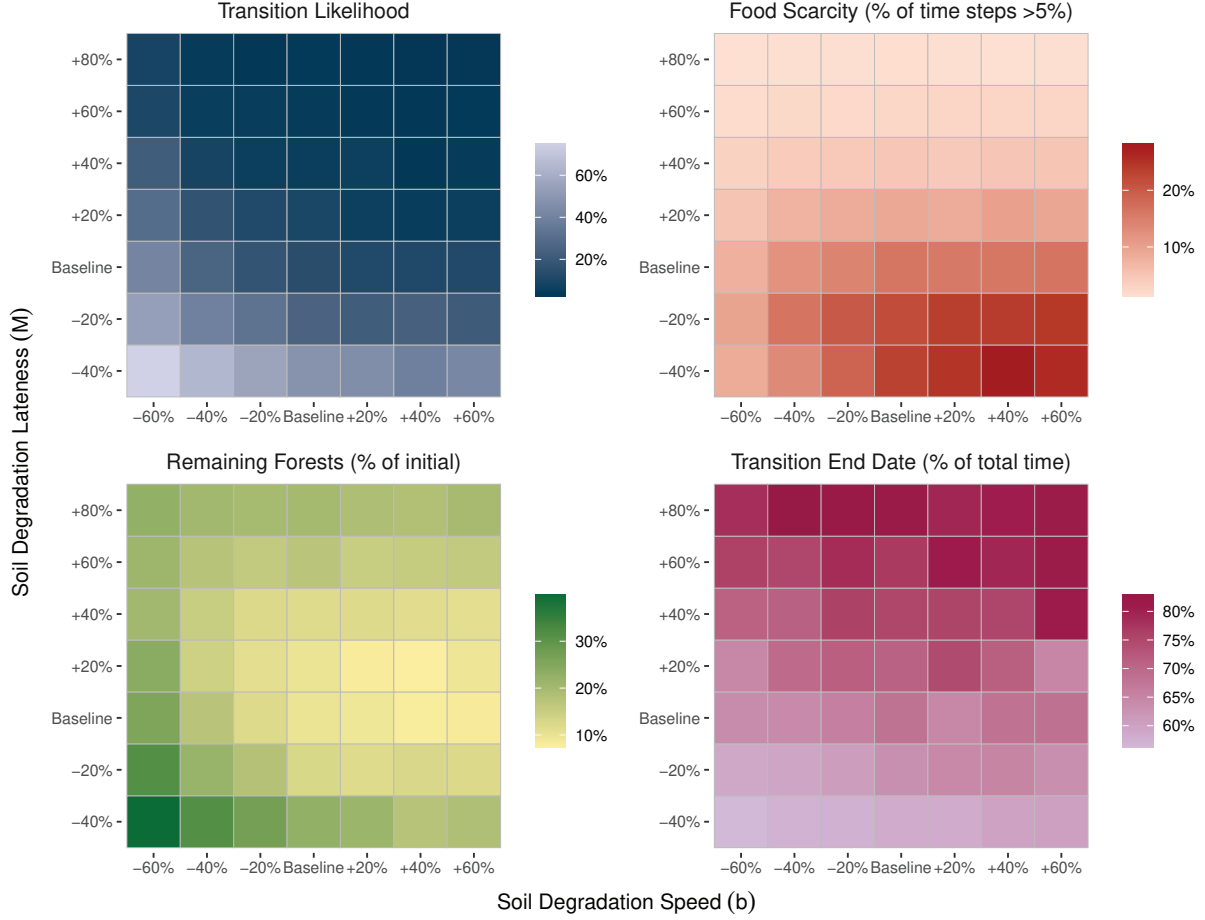 Transition Likelihood
+80%
+60%
+40%
+20%
Baseline
−20%
−40%
−60% −40% −20% Baseline +20% +40% +60%
60%
40%
20%
Food Scarcity (% of time steps >5%)
+80%
+60%
+40%
+20%
Baseline
−20%
−40%
−60% −40% −20% Baseline +20% +40% +60%
20%
10%
Soil Degradation Lateness (M)
Remaining Forests (% of initial)
+80%
+60%
+40%
+20%
Baseline
−20%
−40%
−60% −40% −20% Baseline +20% +40% +60%
30%
20%
10%
Transition End Date (% of total time)
+80%
+60%
+40%
+20%
Baseline
−20%
−40%
−60% −40% −20% Baseline +20% +40% +60%
80%
75%
70%
65%
60%
Soil Degradation Speed (b)